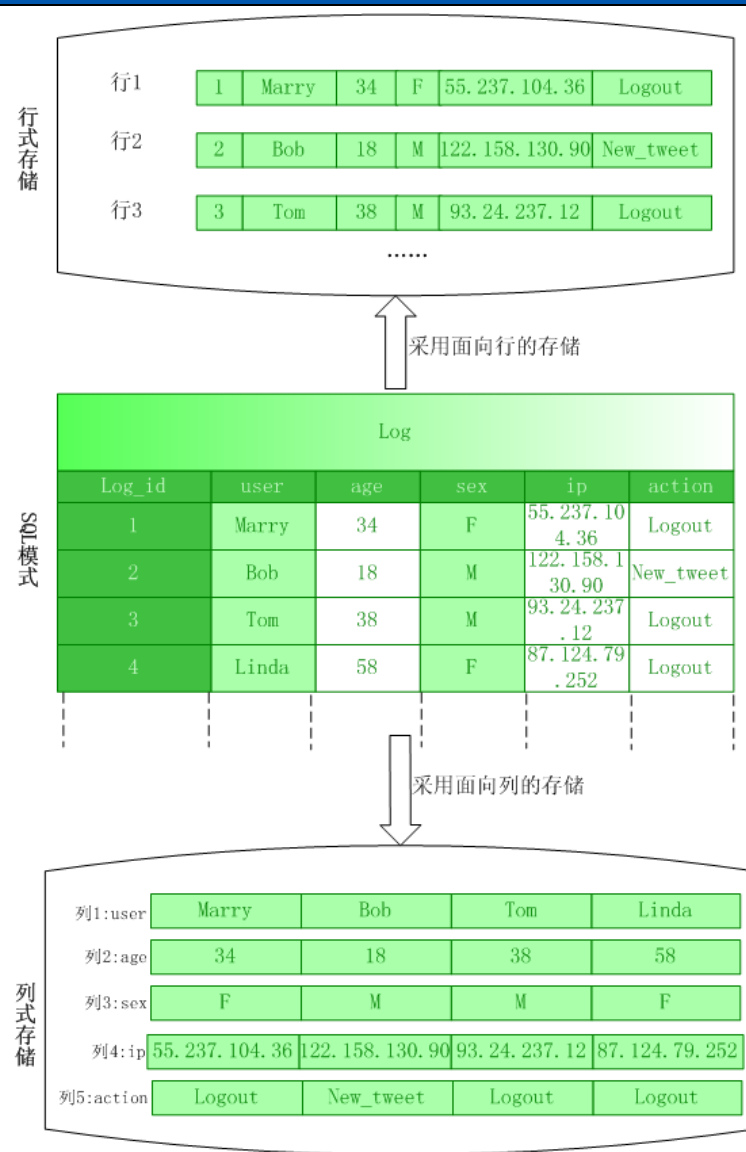 行式存储
行1 1 Marry 34 F 55.237.104.36 Logout
行2 2 Bob 18 M 122.158.130.90 New_tweet
行3 3 Tom 38 M 93.24.237.12 Logout
······
采用面向行的存储
SQL模式
Log
Log_id user age sex ip action
1 Marry 34 F 55.237.10
4.36 Logout
2 Bob 18 M 122.158.1
30.90 New_tweet
3 Tom 38 M 93.24.237
.12 Logout
4 Linda 58 F 87.124.79
.252 Logout
采用面向列的存储
列式存储
列1:user Marry Bob Tom Linda
列2:age 34 18 38 58
列3:sex F M M F
列4:ip 55.237.104.36 122.158.130.90 93.24.237.12 87.124.79.252
列5:action Logout New_tweet Logout Logout